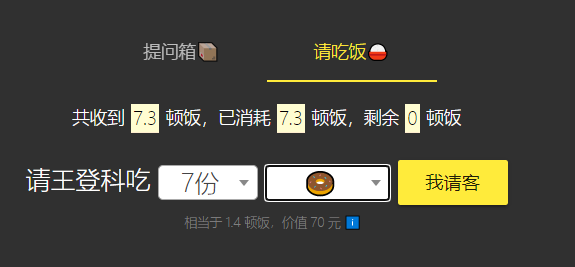 提问箱📦 请吃饭🍚
共收到 7.3 顿饭，已消耗 7.3 顿饭，剩余 0 顿饭
请王登科吃 7份 🍩 我请客
相当于 1.4 顿饭，价值 70 元 ℹ️